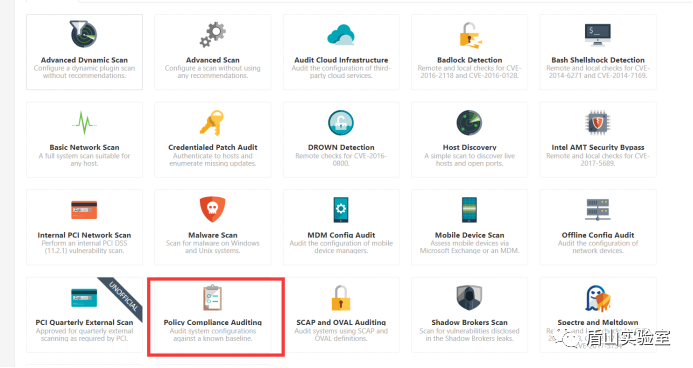 Advanced Dynamic Scan
Configure a dynamic plugin scan
without recommendations.
Advanced Scan
Configure a scan without using
any recommendations.
Audit Cloud Infrastructure
Audit the configuration of third-
party cloud services.
Badlock Detection
Remote and local checks for CVE-
2016-2118 and CVE-2016-0128.
Bash Shellshock Detection
Remote and local checks for CVE-
2014-6271 and CVE-2014-7169.
Basic Network Scan
A full system scan suitable for
any host.
Credentialed Patch Audit
Authenticate to hosts and
enumerate missing updates.
DROWN Detection
Remote checks for CVE-2016-
0800.
Host Discovery
A simple scan to discover live
hosts and open ports.
Intel AMT Security Bypass
Remote and local checks for CVE-
2017-5689.
Internal PCI Network Scan
Perform an internal PCI DSS
(11.2.1) vulnerability scan.
Malware Scan
Scan for malware on Windows
and Unix systems.
MDM Config Audit
Audit the configuration of mobile
device managers.
Mobile Device Scan
Assess mobile devices via
Microsoft Exchange or an MDM.
Offline Config Audit
Audit the configuration of
network devices.
UNOFFICIAL
PCI Quarterly External Scan
Approved for quarterly external
scanning as required by PCI.
Policy Compliance Auditing
Audit system configurations
against a known baseline.
SCAP and OVAL Auditing
Audit systems using SCAP and
OVAL definitions.
Shadow Brokers Scan
Scan for vulnerabilities disclosed
in the Shadow Brokers leaks.
Spectre and Meltdown
盾山实验室